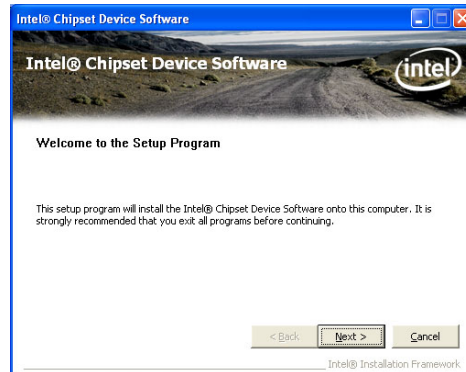 Intel® Chipset Device Software
Intel® Chipset Device Software
intel
Welcome to the Setup Program
This setup program will install the Intel® Chipset Device Software onto this computer. It is
strongly recommended that you exit all programs before continuing.
< Back
Next >
Cancel
Intel® Installation Framework